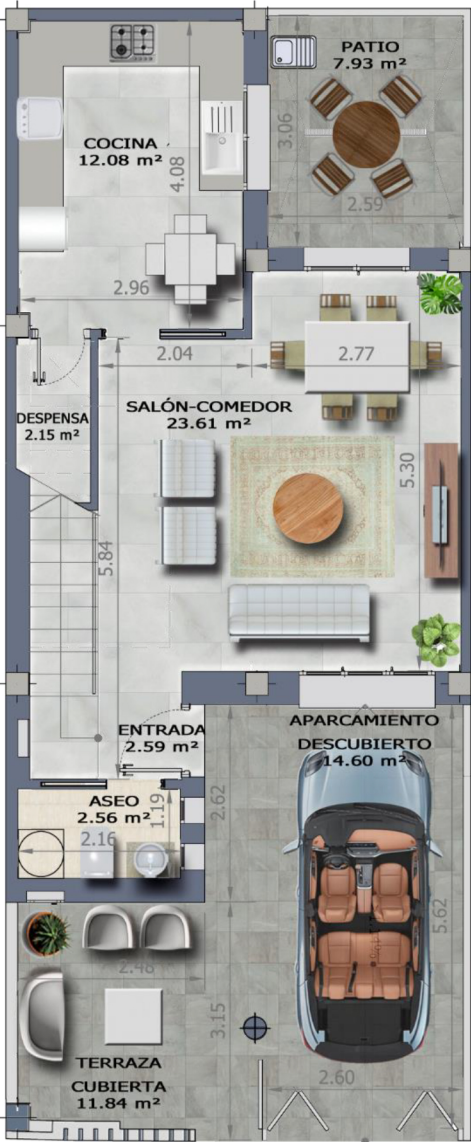 PATIO
7.93 m²
COCINA
12.08 m²
4.08
3.06
2.59
2.96
2.04
2.77
DESPENSA
2.15 m²
SALÓN-COMEDOR
23.61 m²
5.30
5.84
ENTRADA
2.59 m²
APARCAMIENTO
DESCUBIERTO
14.60 m²
ASEO
2.56 m²
1.19
2.16
2.62
5.62
2.48
3.15
2.60
TERRAZA
CUBIERTA
11.84 m²